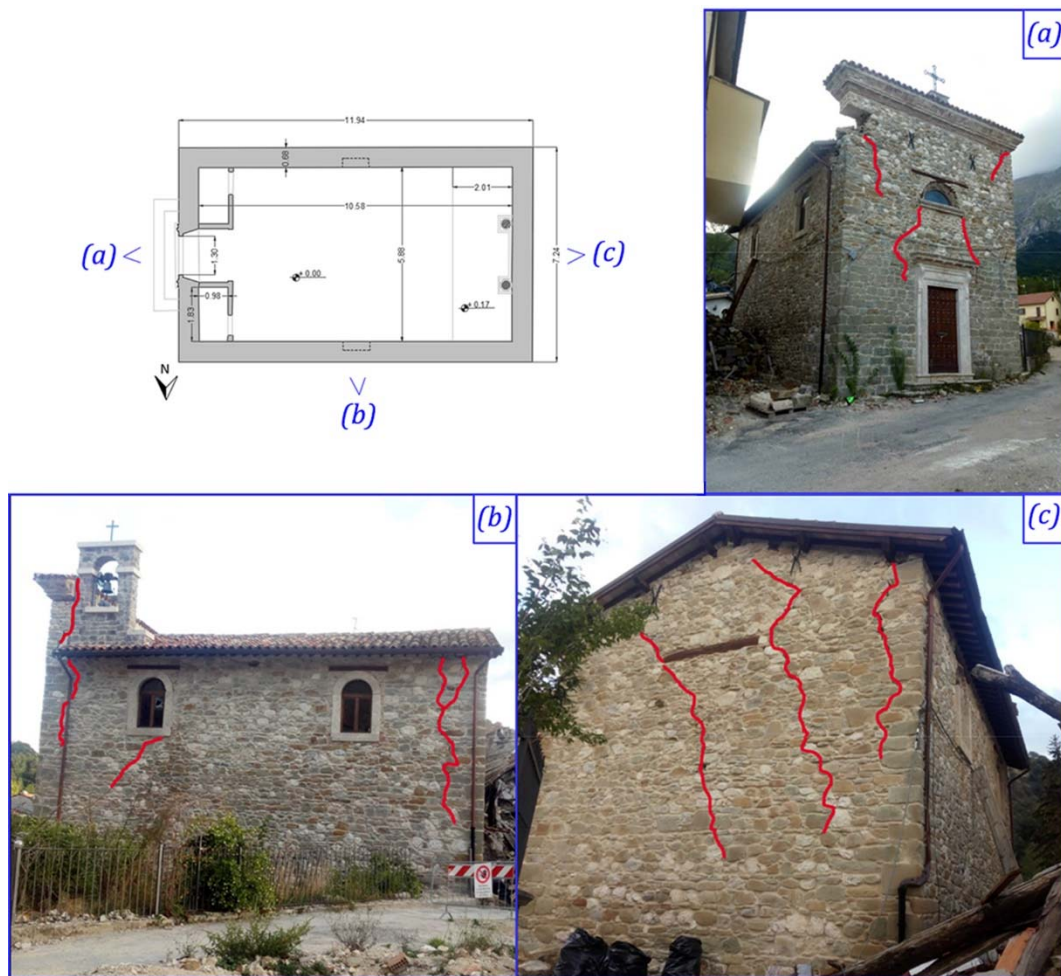 (a)
11.94
0.68
2.01
10.58
(a) <
1.30
5.88
7.24
> (c)
+ 0.00
0.98
+ 0.17
1.83
N
∨
(b)
(b)
(c)